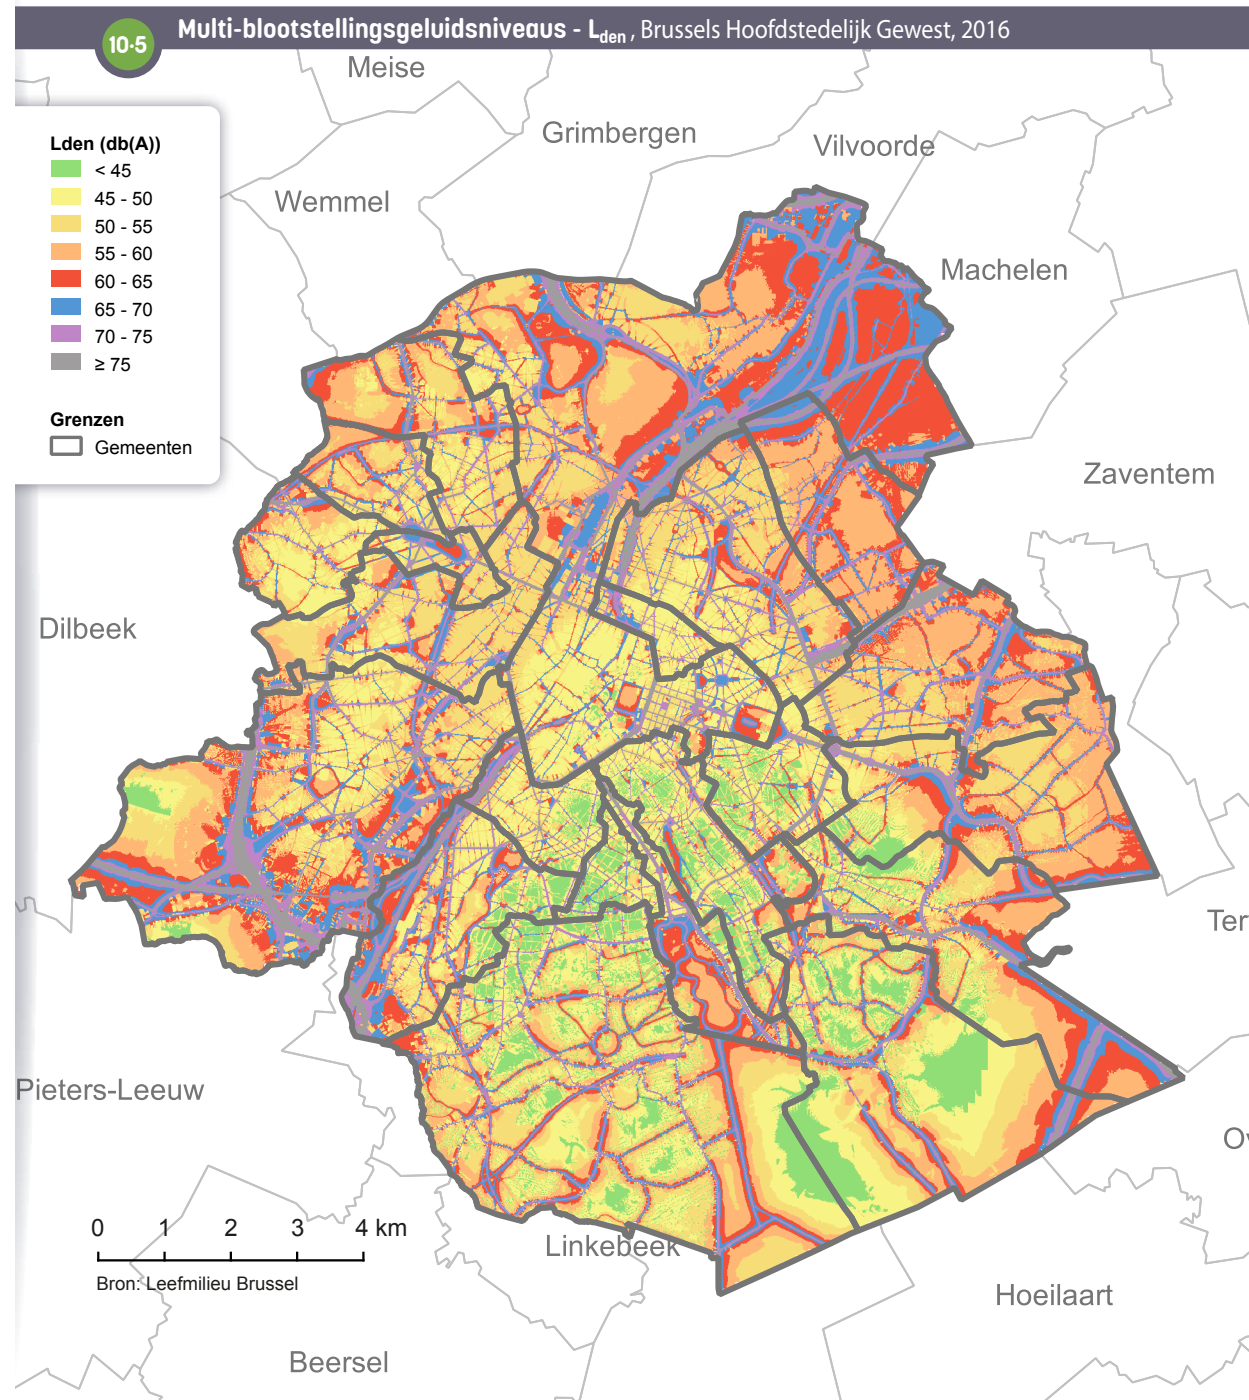 10·5
Multi-blootstellingsgeluidsniveaus - Lden, Brussels Hoofdstedelijk Gewest, 2016
Meise
Grimbergen
Vilvoorde
Wemmel
Machelen
Lden (db(A))
< 45
45 - 50
50 - 55
55 - 60
60 - 65
65 - 70
70 - 75
≥ 75
Grenzen
Gemeenten
Zaventem
Dilbeek
Ter
Pieters-Leeuw
Ov
0 1 2 3 4 km
Bron: Leefmilieu Brussel
Linkebeek
Hoeilaart
Beersel